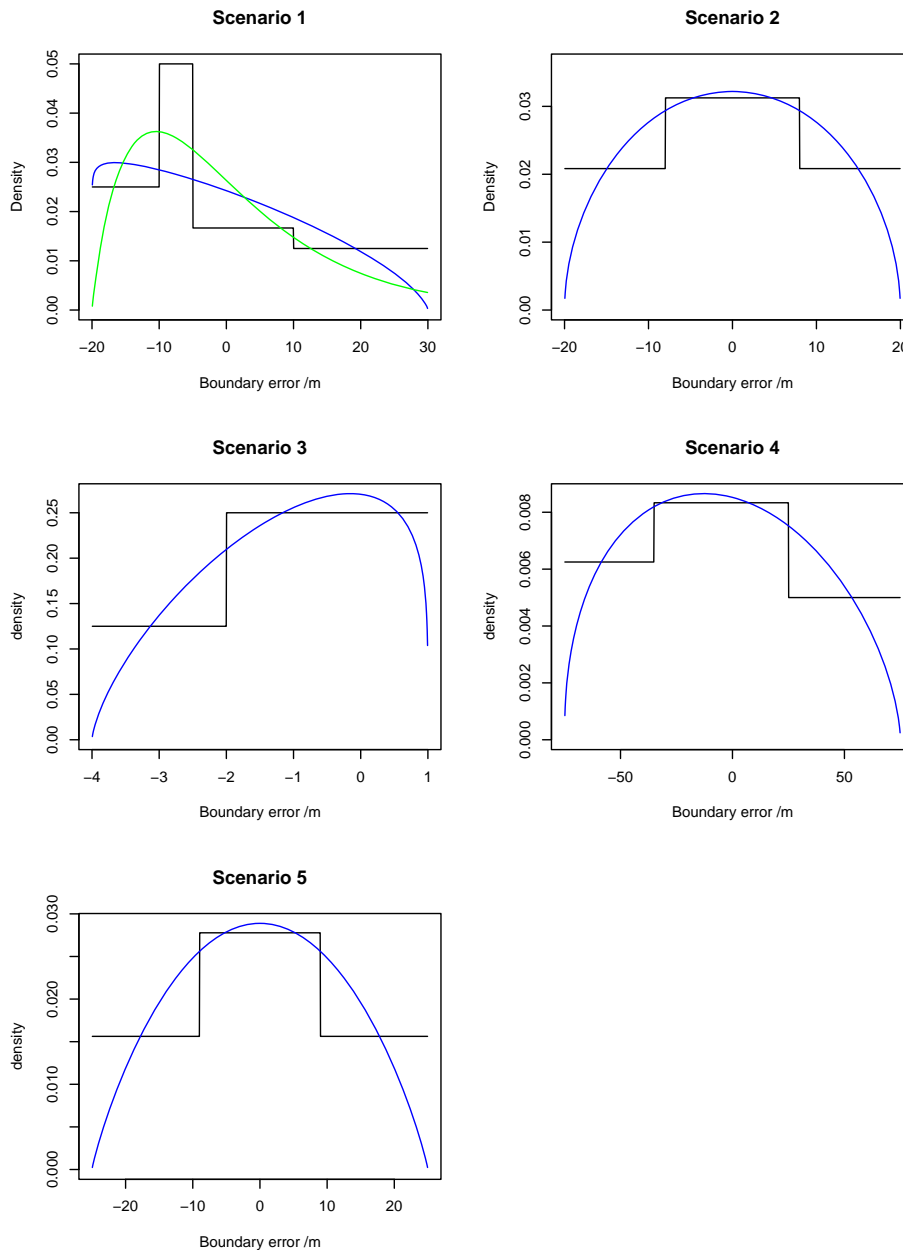 Scenario 1
Density
0.00 0.01 0.02 0.03 0.04 0.05
−20 −10 0 10 20 30
Boundary error /m
Scenario 2
Density
0.00 0.01 0.02 0.03
−20 −10 0 10 20
Boundary error /m
Scenario 3
density
0.00 0.05 0.10 0.15 0.20 0.25
−4 −3 −2 −1 0 1
Boundary error /m
Scenario 4
density
0.000 0.002 0.004 0.006 0.008
−50 0 50
Boundary error /m
Scenario 5
density
0.000 0.010 0.020 0.030
−20 −10 0 10 20
Boundary error /m